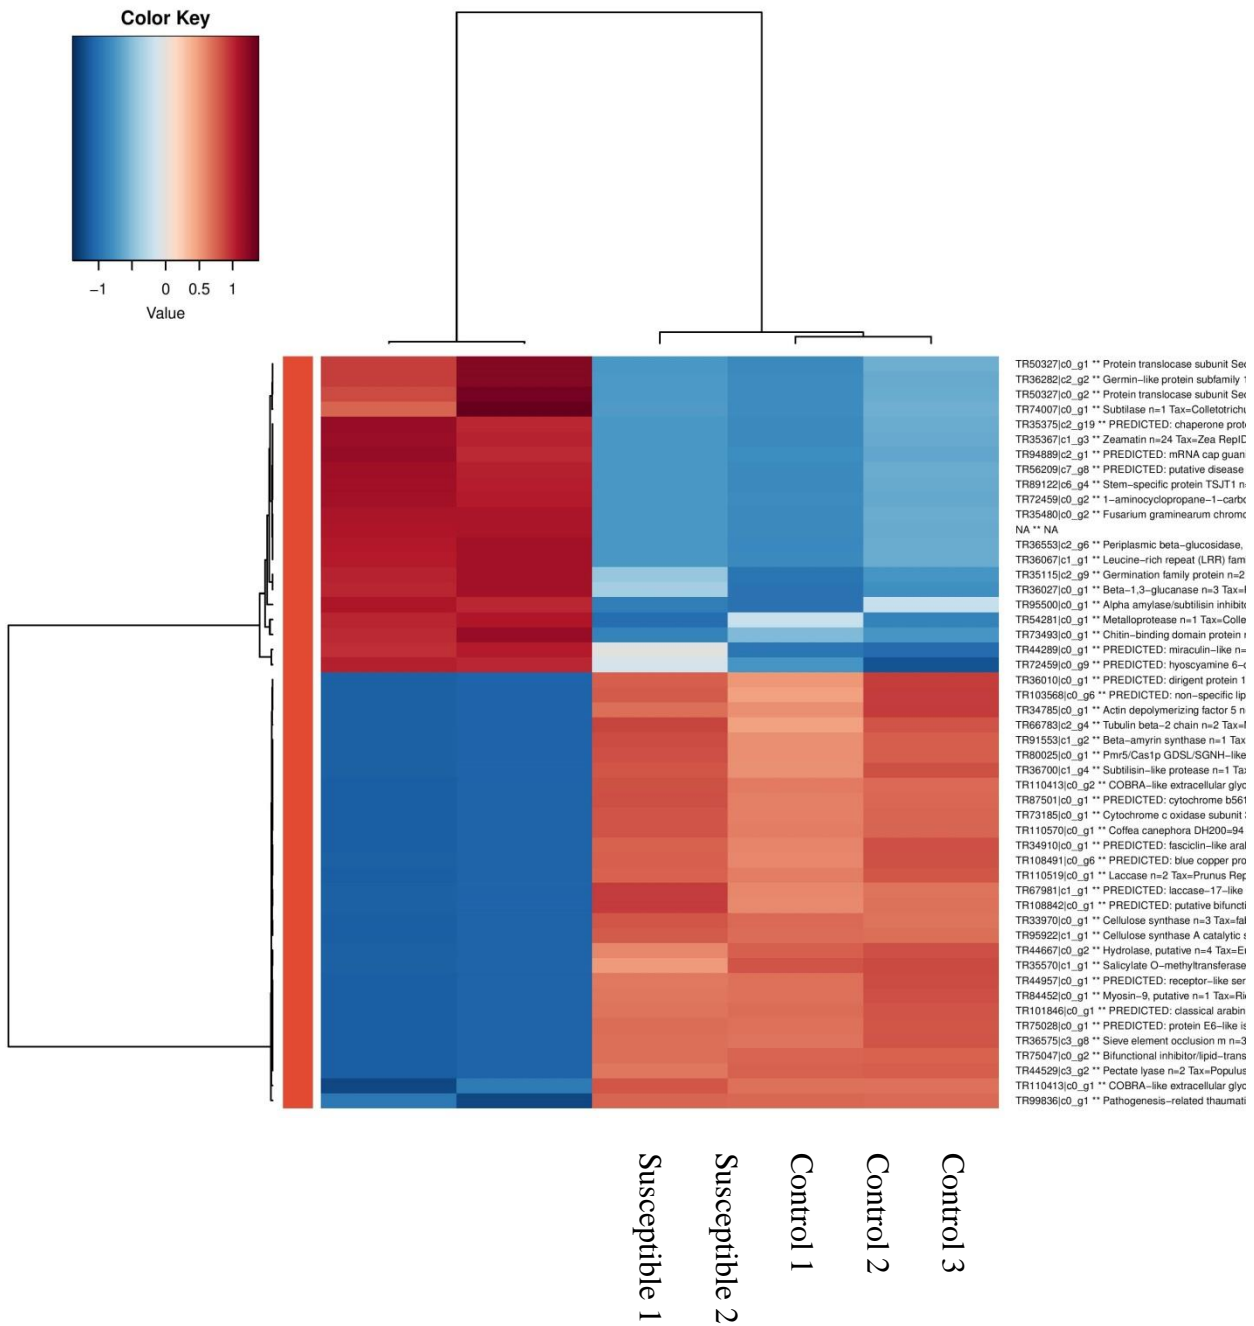 Color Key
−1 0 0.5 1
Value
TR50327|c0_g1 ** Protein translocase subunit Sec
TR36282|c2_g2 ** Germin−like protein subfamily 1
TR50327|c0_g2 ** Protein translocase subunit Sec
TR74007|c0_g1 ** Subtilase n=1 Tax=Colletotrichu
TR35375|c2_g19 ** PREDICTED: chaperone prote
TR35367|c1_g3 ** Zeamatin n=24 Tax=Zea RepID
TR94889|c2_g1 ** PREDICTED: mRNA cap guani
TR56209|c7_g8 ** PREDICTED: putative disease
TR89122|c6_g4 ** Stem−specific protein TSJT1 n=
TR72459|c0_g2 ** 1−aminocyclopropane−1−carbo
TR35480|c0_g2 ** Fusarium graminearum chromo
NA ** NA
TR36553|c2_g6 ** Periplasmic beta−glucosidase,
TR36067|c1_g1 ** Leucine−rich repeat (LRR) fam
TR35115|c2_g9 ** Germination family protein n=2
TR36027|c0_g1 ** Beta−1,3−glucanase n=3 Tax=
TR95500|c0_g1 ** Alpha amylase/subtilisin inhibito
TR54281|c0_g1 ** Metalloprotease n=1 Tax=Colle
TR73493|c0_g1 ** Chitin−binding domain protein n
TR44289|c0_g1 ** PREDICTED: miraculin−like n=
TR72459|c0_g9 ** PREDICTED: hyoscyamine 6−d
TR36010|c0_g1 ** PREDICTED: dirigent protein 1
TR103568|c0_g6 ** PREDICTED: non−specific lip
TR34785|c0_g1 ** Actin depolymerizing factor 5 n=
TR66783|c2_g4 ** Tubulin beta−2 chain n=2 Tax=
TR91553|c1_g2 ** Beta−amyrin synthase n=1 Tax
TR80025|c0_g1 ** Pmr5/Cas1p GDSL/SGNH−like
TR36700|c1_g4 ** Subtilisin−like protease n=1 Tax
TR110413|c0_g2 ** COBRA−like extracellular glyc
TR87501|c0_g1 ** PREDICTED: cytochrome b561
TR73185|c0_g1 ** Cytochrome c oxidase subunit
TR110570|c0_g1 ** Coffea canephora DH200=94
TR34910|c0_g1 ** PREDICTED: fasciclin−like aral
TR108491|c0_g6 ** PREDICTED: blue copper pro
TR110519|c0_g1 ** Laccase n=2 Tax=Prunus Rep
TR67981|c1_g1 ** PREDICTED: laccase−17−like
TR108842|c0_g1 ** PREDICTED: putative bifuncti
TR33970|c0_g1 ** Cellulose synthase n=3 Tax=fab
TR95922|c1_g1 ** Cellulose synthase A catalytic s
TR44667|c0_g2 ** Hydrolase, putative n=4 Tax=Er
TR35570|c1_g1 ** Salicylate O−methyltransferase
TR44957|c0_g1 ** PREDICTED: receptor−like ser
TR84452|c0_g1 ** Myosin−9, putative n=1 Tax=Ri
TR101846|c0_g1 ** PREDICTED: classical arabin
TR75028|c0_g1 ** PREDICTED: protein E6−like is
TR36575|c3_g8 ** Sieve element occlusion m n=3
TR75047|c0_g2 ** Bifunctional inhibitor/lipid−trans
TR44529|c3_g2 ** Pectate lyase n=2 Tax=Populus
TR110413|c0_g1 ** COBRA−like extracellular glyc
TR99836|c0_g1 ** Pathogenesis−related thaumati
Susceptible 1
Susceptible 2
Control 1
Control 2
Control 3